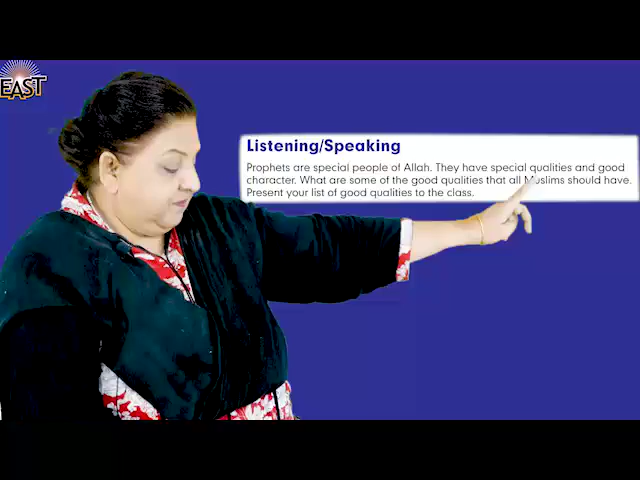 EAST
Listening/Speaking
Prophets are special people of Allah. They have special qualities and good
character. What are some of the good qualities that all Muslims should have.
Present your list of good qualities to the class.